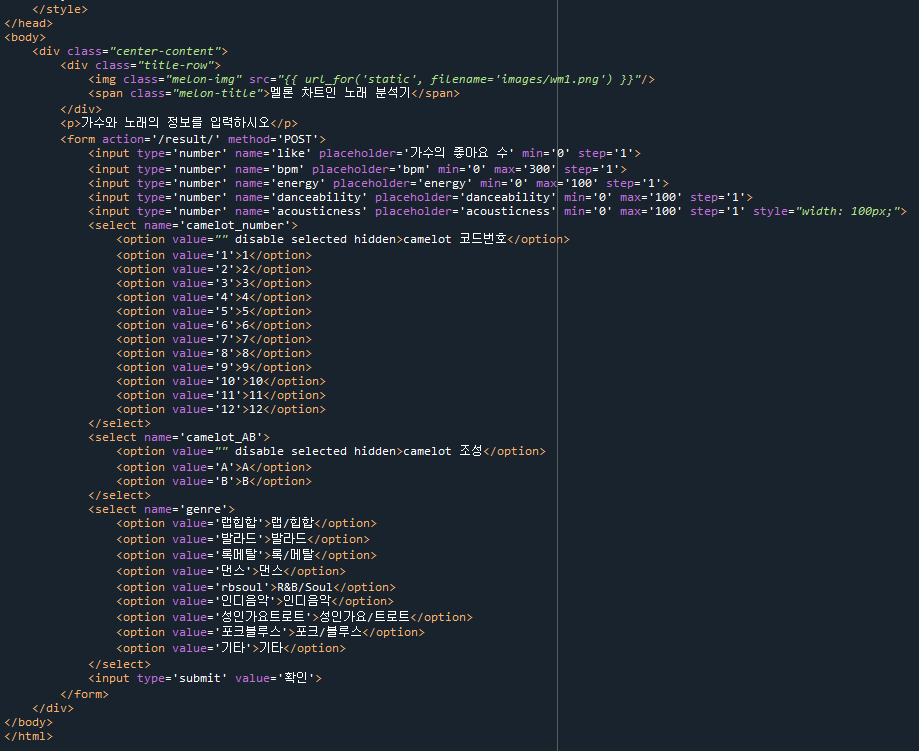 </style>
</head>
<body>
    <div class="center-content">
        <div class="title-row">
            <img class="melon-img" src="{{ url_for('static', filename='images/wm1.png') }}"/>
            <span class="melon-title">멜론 차트인 노래 분석기</span>
        </div>
        <p>가수와 노래의 정보를 입력하시오</p>
        <form action='/result/' method='POST'>
            <input type='number' name='like' placeholder='가수의 좋아요 수' min='0' step='1'>
            <input type='number' name='bpm' placeholder='bpm' min='0' max='300' step='1'>
            <input type='number' name='energy' placeholder='energy' min='0' max='100' step='1'>
            <input type='number' name='danceability' placeholder='danceability' min='0' max='100' step='1'>
            <input type='number' name='acousticness' placeholder='acousticness' min='0' max='100' step='1' style="width: 100px;">
            <select name='camelot_number'>
                <option value="" disable selected hidden>camelot 코드번호</option>
                <option value='1'>1</option>
                <option value='2'>2</option>
                <option value='3'>3</option>
                <option value='4'>4</option>
                <option value='5'>5</option>
                <option value='6'>6</option>
                <option value='7'>7</option>
                <option value='8'>8</option>
                <option value='9'>9</option>
                <option value='10'>10</option>
                <option value='11'>11</option>
                <option value='12'>12</option>
            </select>
            <select name='camelot_AB'>
                <option value="" disable selected hidden>camelot 조성</option>
                <option value='A'>A</option>
                <option value='B'>B</option>
            </select>
            <select name='genre'>
                <option value='랩힙합'>랩/힙합</option>
                <option value='발라드'>발라드</option>
                <option value='록메탈'>록/메탈</option>
                <option value='댄스'>댄스</option>
                <option value='rbsoul'>R&B/Soul</option>
                <option value='인디음악'>인디음악</option>
                <option value='성인가요트로트'>성인가요/트로트</option>
                <option value='포크블루스'>포크/블루스</option>
                <option value='기타'>기타</option>
            </select>
            <input type='submit' value='확인'>
        </form>
    </div>
</body>
</html>